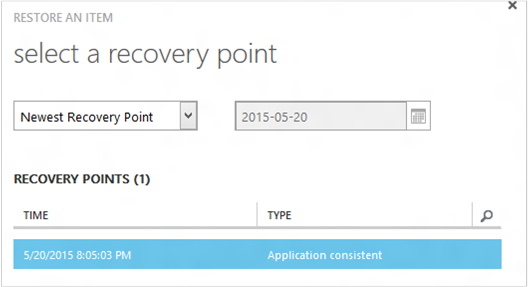 RESTORE AN ITEM
select a recovery point
Newest Recovery Point
2015-05-20
RECOVERY POINTS (1)
TIME TYPE
5/20/2015 8:05:03 PM Application consistent